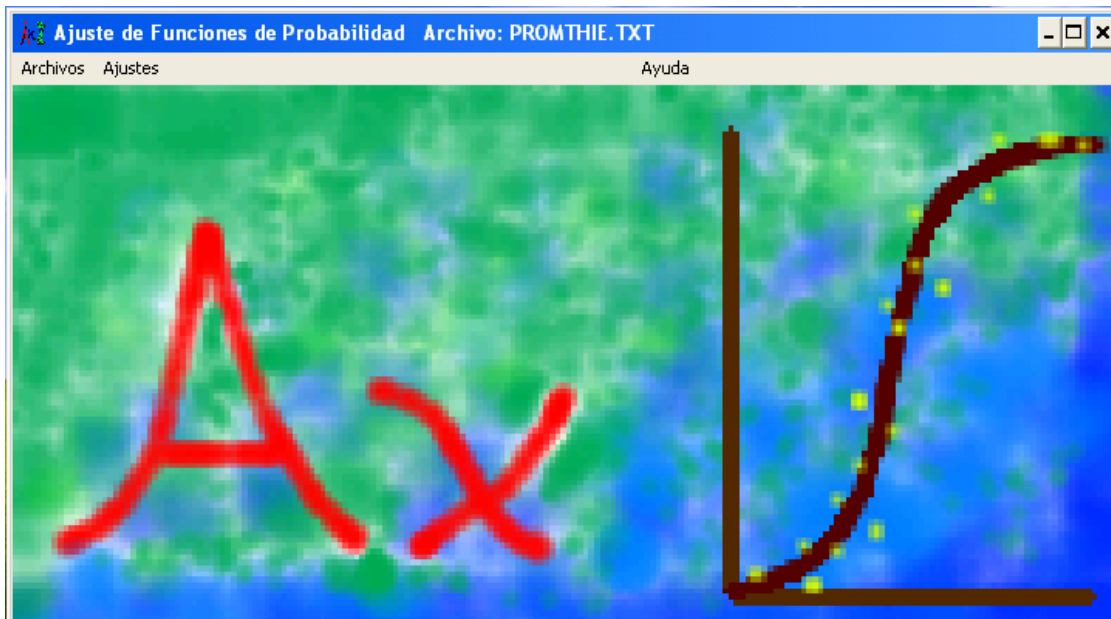 Ajuste de Funciones de Probabilidad Archivo: PROMTHIE.TXT
Archivos Ajustes Ayuda
Ax